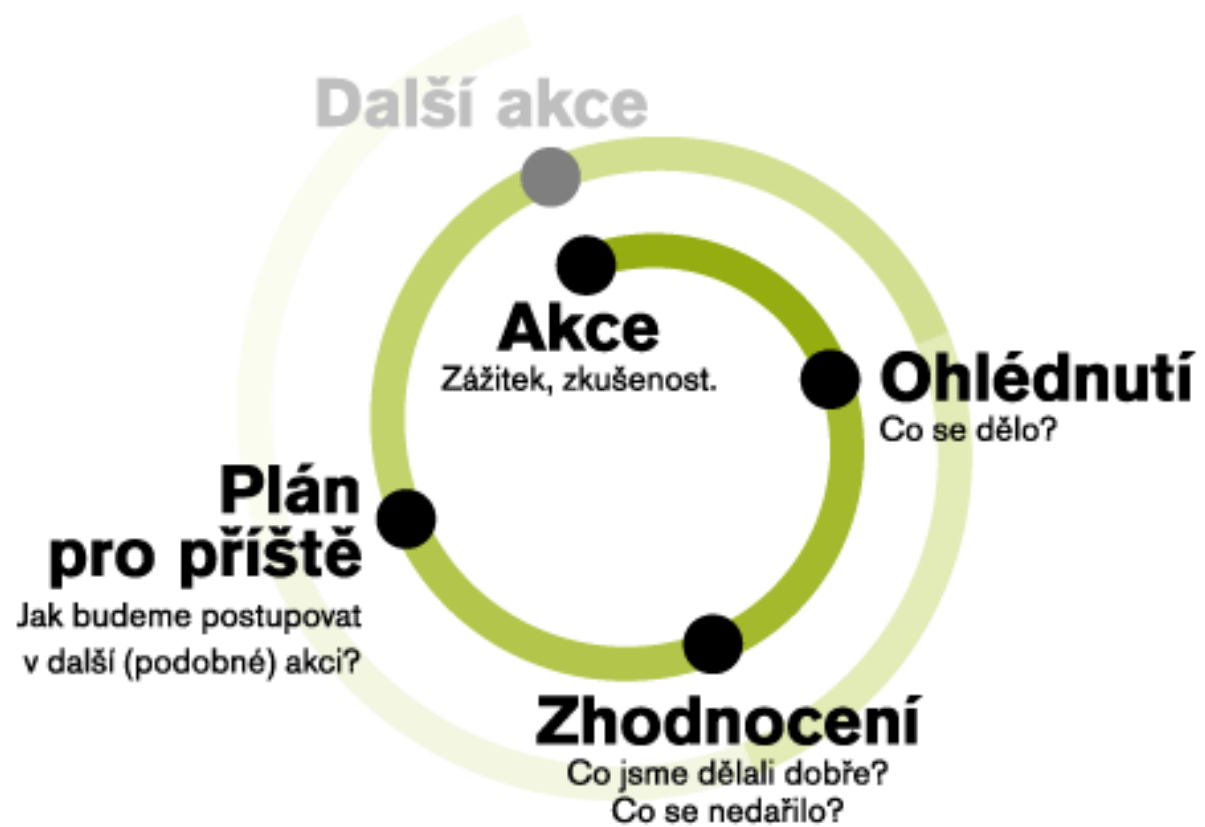 Další akce
Akce
Zážitek, zkušenost.
Ohlédnutí
Co se dělo?
Zhodnocení
Co jsme dělali dobře?
Co se nedařilo?
Plán
pro příště
Jak budeme postupovat
v další (podobné) akci?